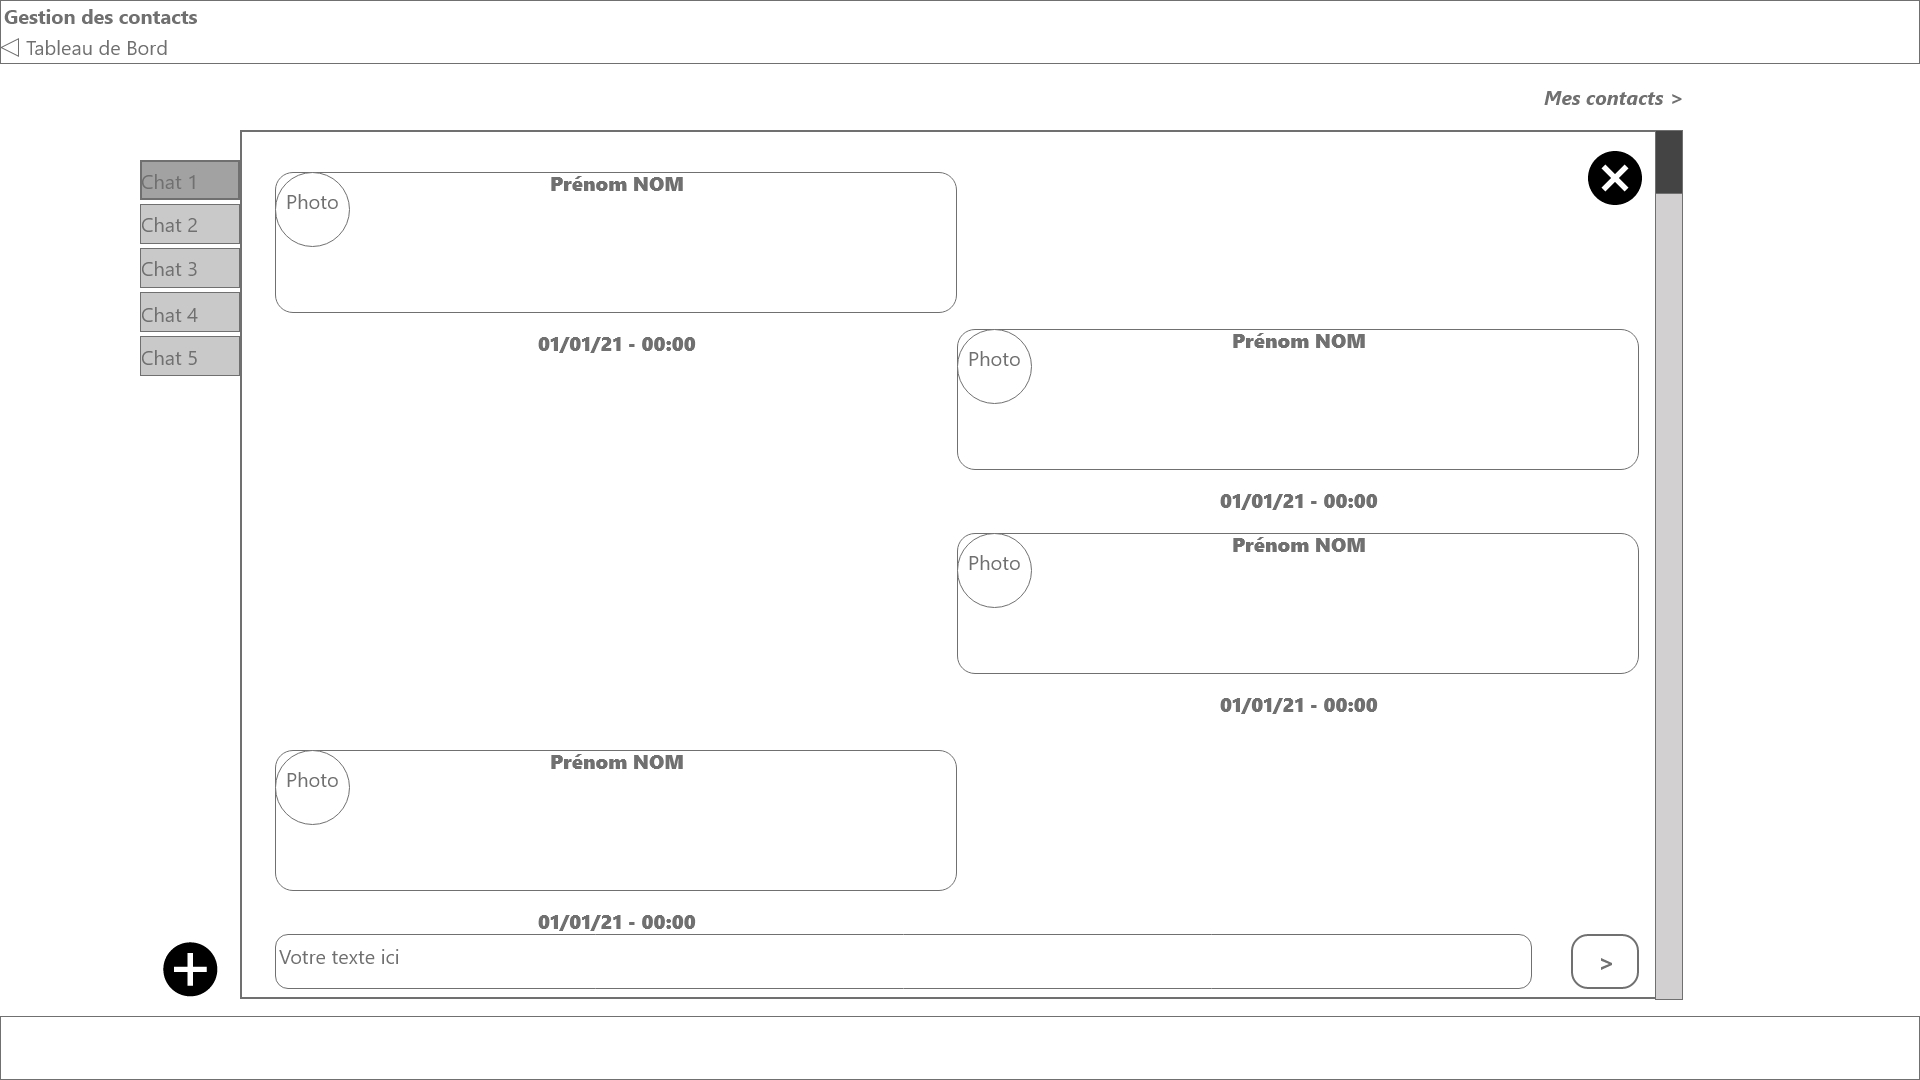 Gestion des contacts
Tableau de Bord
Mes contacts >
Chat 1
Chat 2
Chat 3
Chat 4
Chat 5
Prénom NOM
Photo
01/01/21 - 00:00
Prénom NOM
Photo
01/01/21 - 00:00
Prénom NOM
Photo
01/01/21 - 00:00
Prénom NOM
Photo
01/01/21 - 00:00
Votre texte ici
>